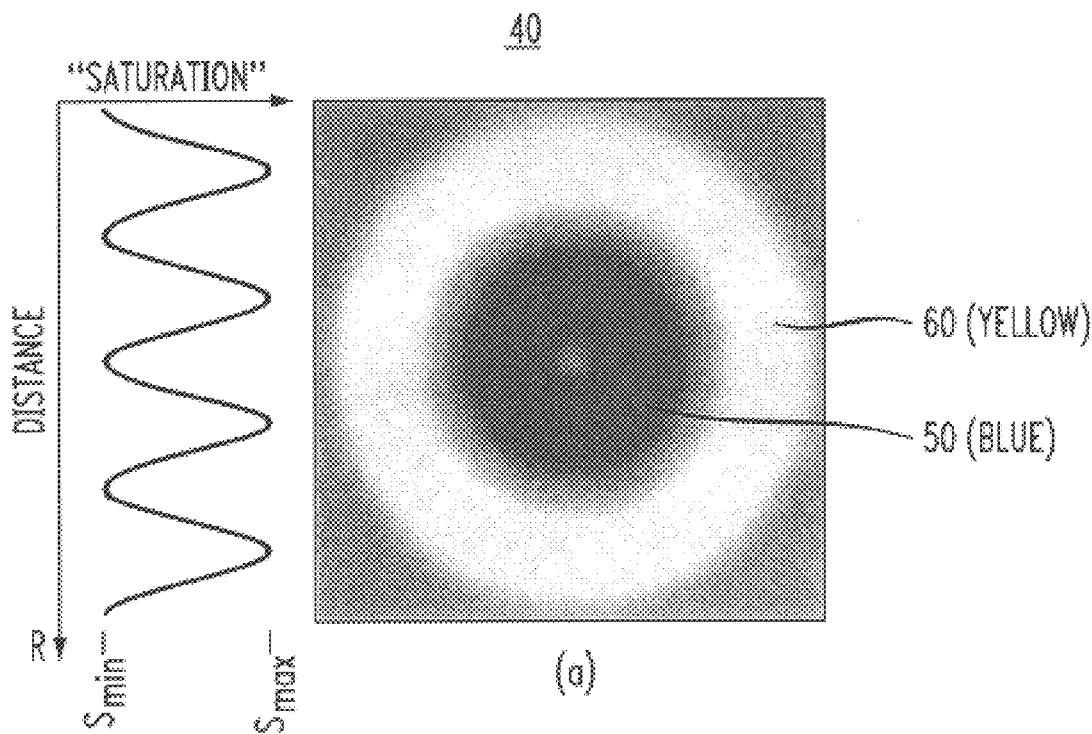 40
“SATURATION”
DISTANCE
60 (YELLOW)
50 (BLUE)
R
Smin
Smax
(a)